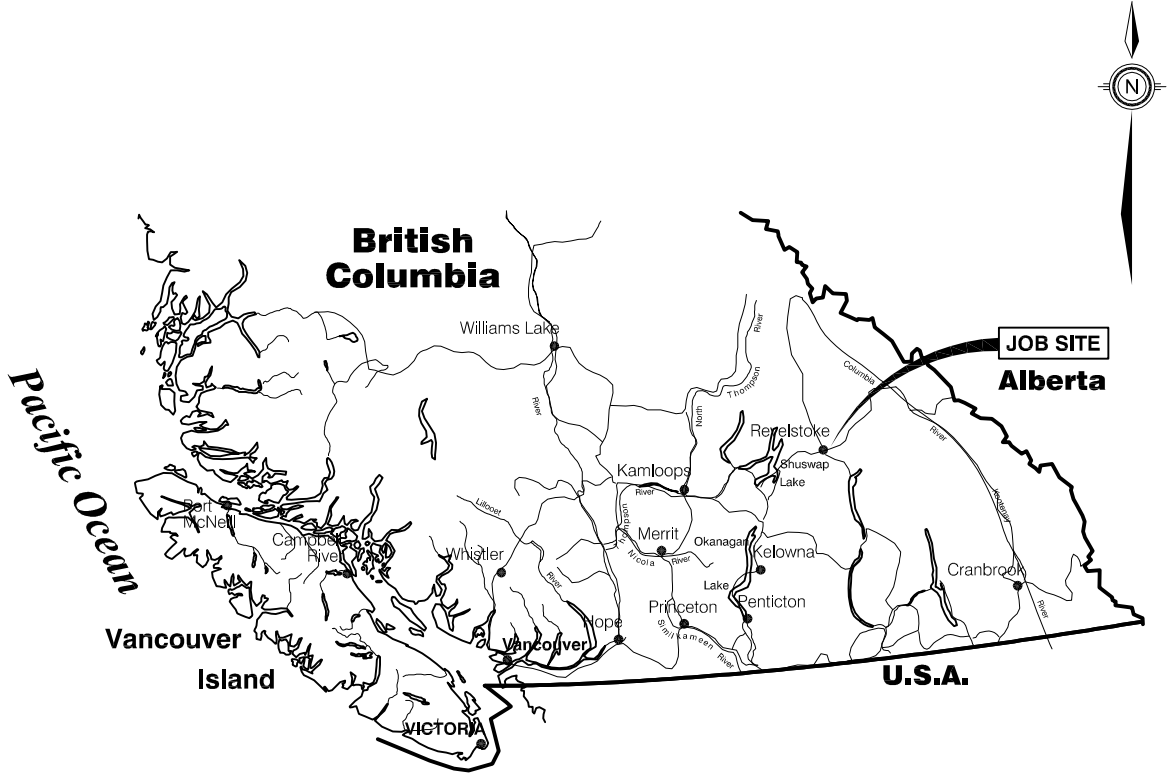 N
British
Columbia
Williams Lake
River
JOB SITE
Alberta
Columbia
Thompson
North
River
Pacific Ocean
Revelstoke
River
Shuswap
Lake
Kamloops
River
Port
McNeill
Lillooet
Thompson
Kootenay
Campbell
River
Merrit
Okanagan
Kelowna
Nicola
River
Whistler
River
Lake
Cranbrook
River
Princeton
Penticton
Hope
Similkameen
River
Vancouver
Vancouver
Island
U.S.A.
VICTORIA